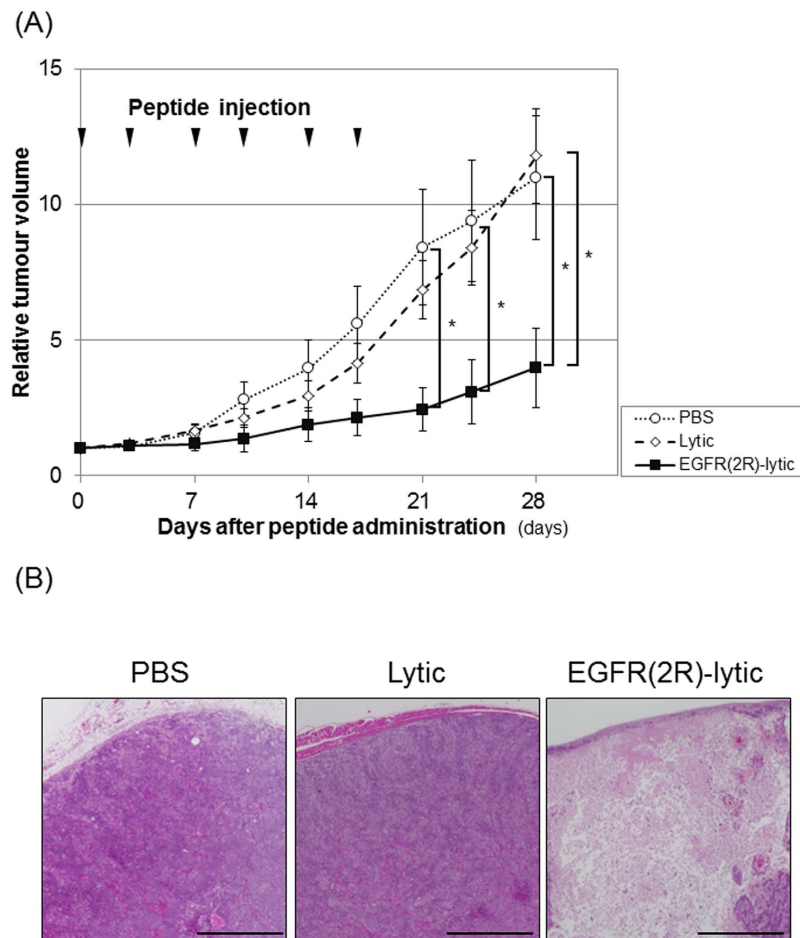 (A)
15
Peptide injection
10
5
0
Relative tumour volume
*
*
*
*
0 7 14 21 28
Days after peptide administration (days)
PBS
Lytic
EGFR(2R)-lytic
(B)
PBS Lytic EGFR(2R)-lytic